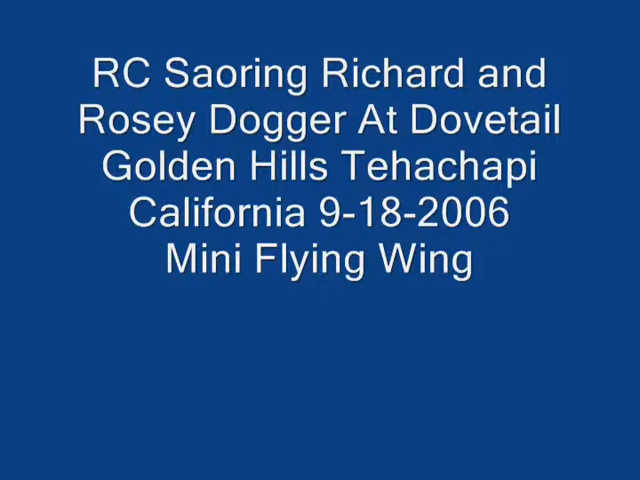 RC Saoring Richard and
Rosey Dogger At Dovetail
Golden Hills Tehachapi
California 9-18-2006
Mini Flying Wing